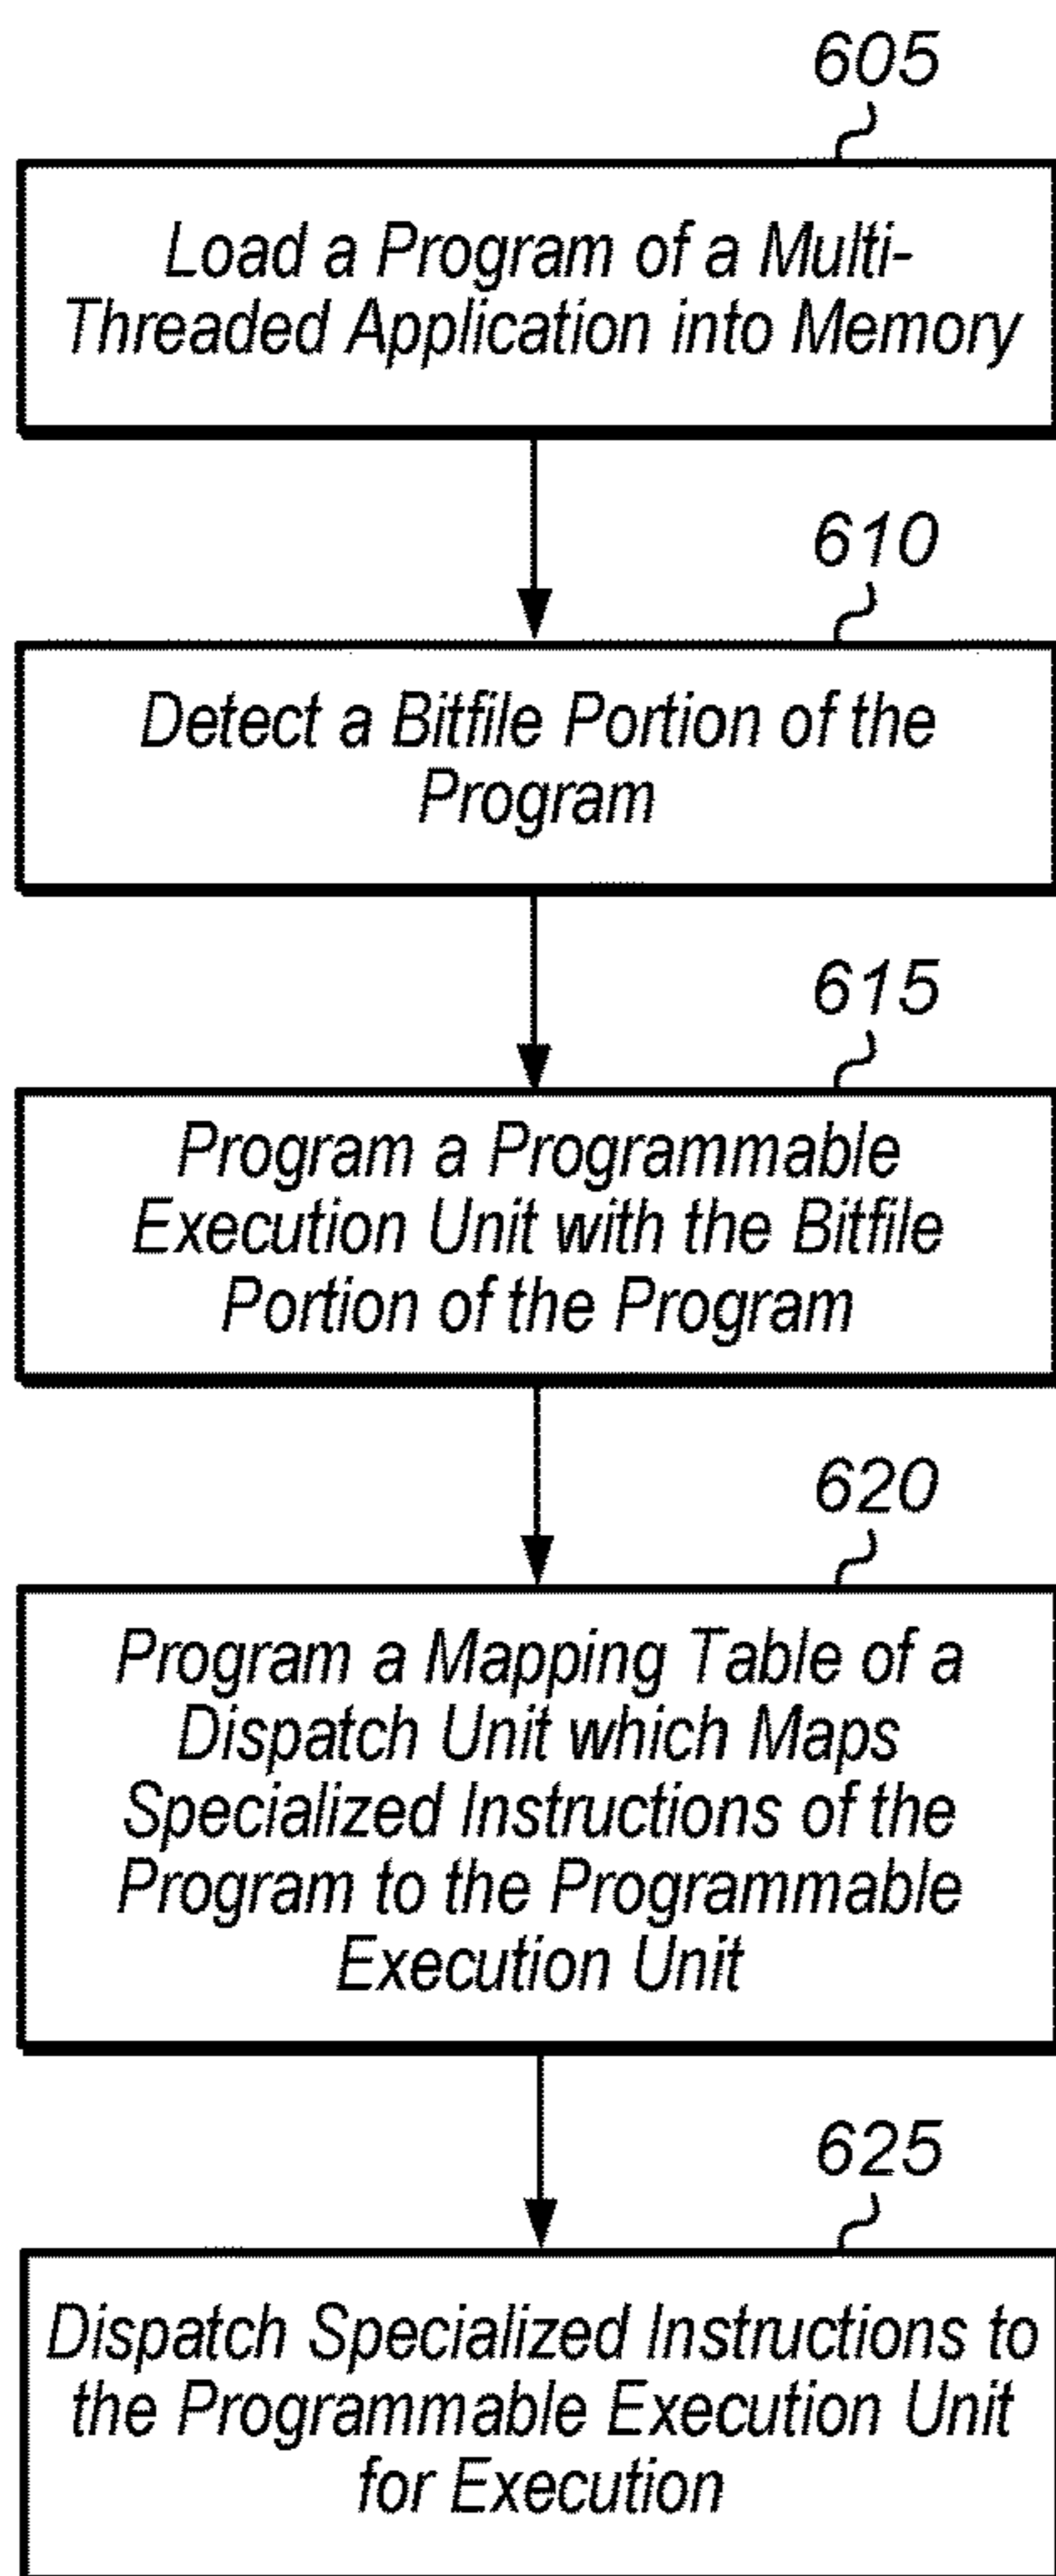 605
Load a Program of a Multi-
Threaded Application into Memory
610
Detect a Bitfile Portion of the
Program
615
Program a Programmable
Execution Unit with the Bitfile
Portion of the Program
620
Program a Mapping Table of a
Dispatch Unit which Maps
Specialized Instructions of the
Program to the Programmable
Execution Unit
625
Dispatch Specialized Instructions to
the Programmable Execution Unit
for Execution